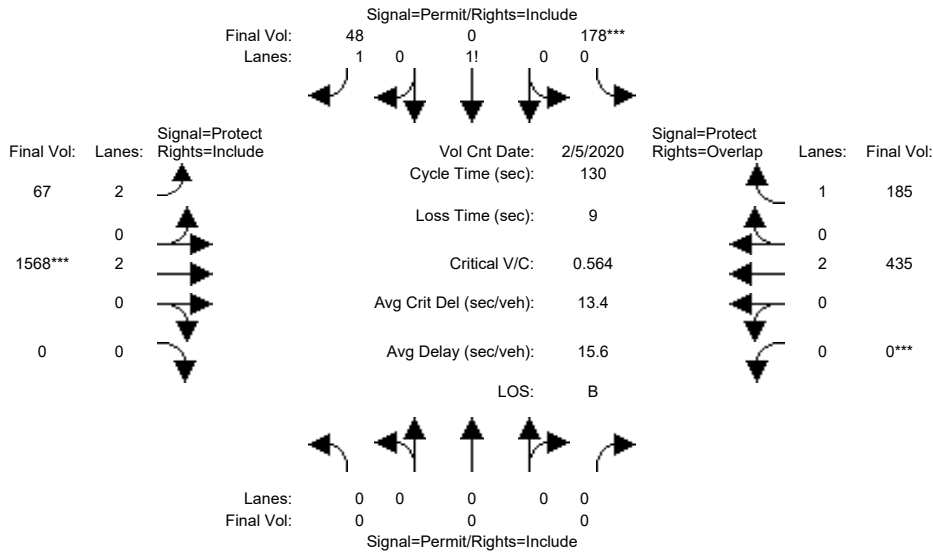 Signal=Permit/Rights=Include
Final Vol: 48 0 178***
Lanes: 1 0 1! 0 0
Signal=Protect Signal=Protect
Final Vol: Lanes: Rights=Include Vol Cnt Date: 2/5/2020 Rights=Overlap Lanes: Final Vol:
Cycle Time (sec): 130
67 2 1 185
Loss Time (sec): 9
0 0
1568*** 2 Critical V/C: 0.564 2 435
0 Avg Crit Del (sec/veh): 13.4 0
0 0 Avg Delay (sec/veh): 15.6 0 0***
LOS: B
Lanes: 0 0 0 0 0
Final Vol: 0 0 0
Signal=Permit/Rights=Include